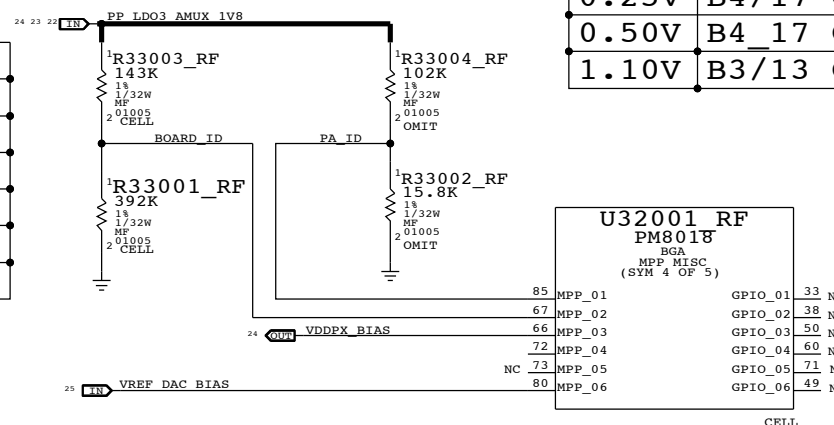 24 23 22 IN PP_LDO3_AMUX_1V8
0.50V B4_17
1.10V B3/13
1 R33003_RF
143K
1%
1/32W
MF
2 01005
CELL
1 R33004_RF
102K
1%
1/32W
MF
2 01005
OMIT
BOARD_ID
PA_ID
1 R33001_RF
392K
1%
1/32W
MF
2 01005
CELL
1 R33002_RF
15.8K
1%
1/32W
MF
2 01005
OMIT
U32001_RF
PM8018
BGA
MPP MISC
(SYM 4 OF 5)
85 MPP_01 GPIO_01 33
67 MPP_02 GPIO_02 38
24 OUT VDDPX_BIAS 66 MPP_03 GPIO_03 50
72 MPP_04 GPIO_04 60
NC 73 MPP_05 GPIO_05 71
25 IN VREF_DAC_BIAS 80 MPP_06 GPIO_06 49
CELL